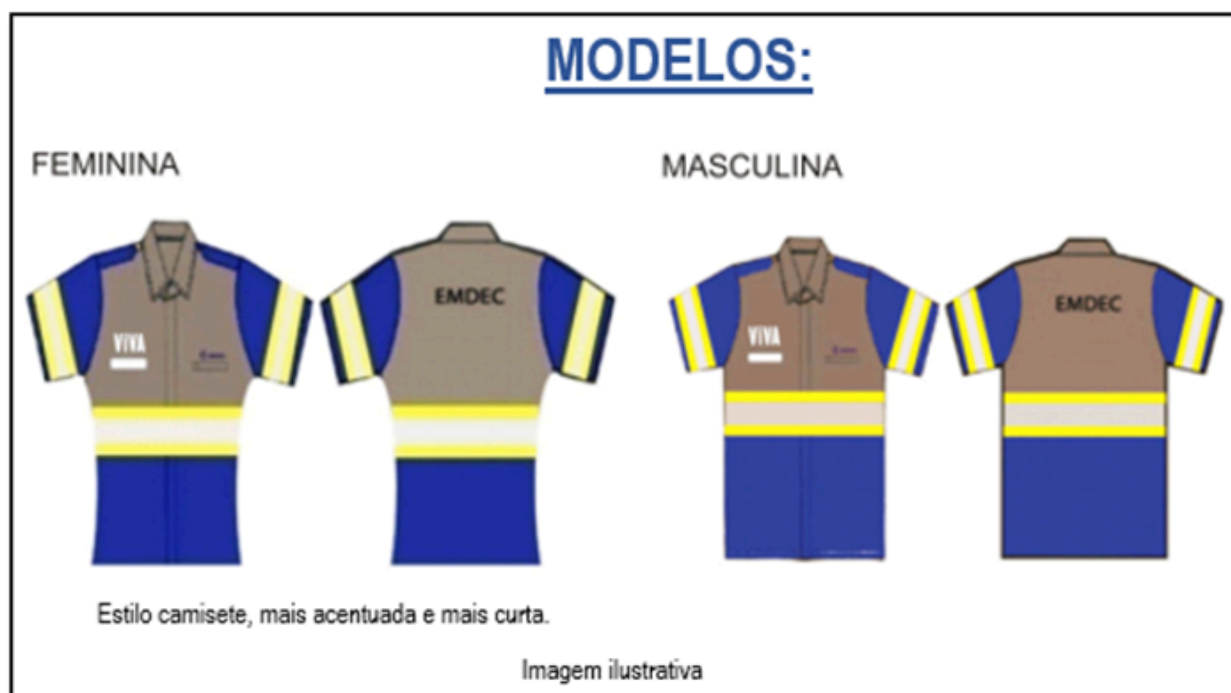 MODELOS:
FEMININA
MASCULINA
EMDEC
EMDEC
VIVA
VIVA
Estilo camisete, mais acentuada e mais curta.
Imagem ilustrativa